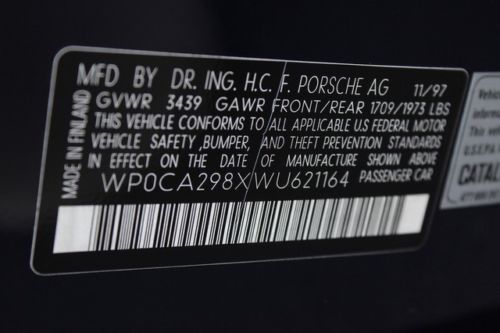 MADE IN FINLAND
MFD BY DR. ING. H.C. F. PORSCHE AG 11/97
GVWR 3439 GAWR FRONT/REAR 1709/1973 LBS
THIS VEHICLE CONFORMS TO ALL APPLICABLE U.S FEDERAL MOTOR
VEHICLE SAFETY, BUMPER, AND THEFT PREVENTION STANDARDS
IN EFFECT ON THE DATE OF MANUFACTURE SHOWN ABOVE
WP0CA298XWU621164 PASSENGER CAR
Vehic
U.S.E.P.A
CATAL